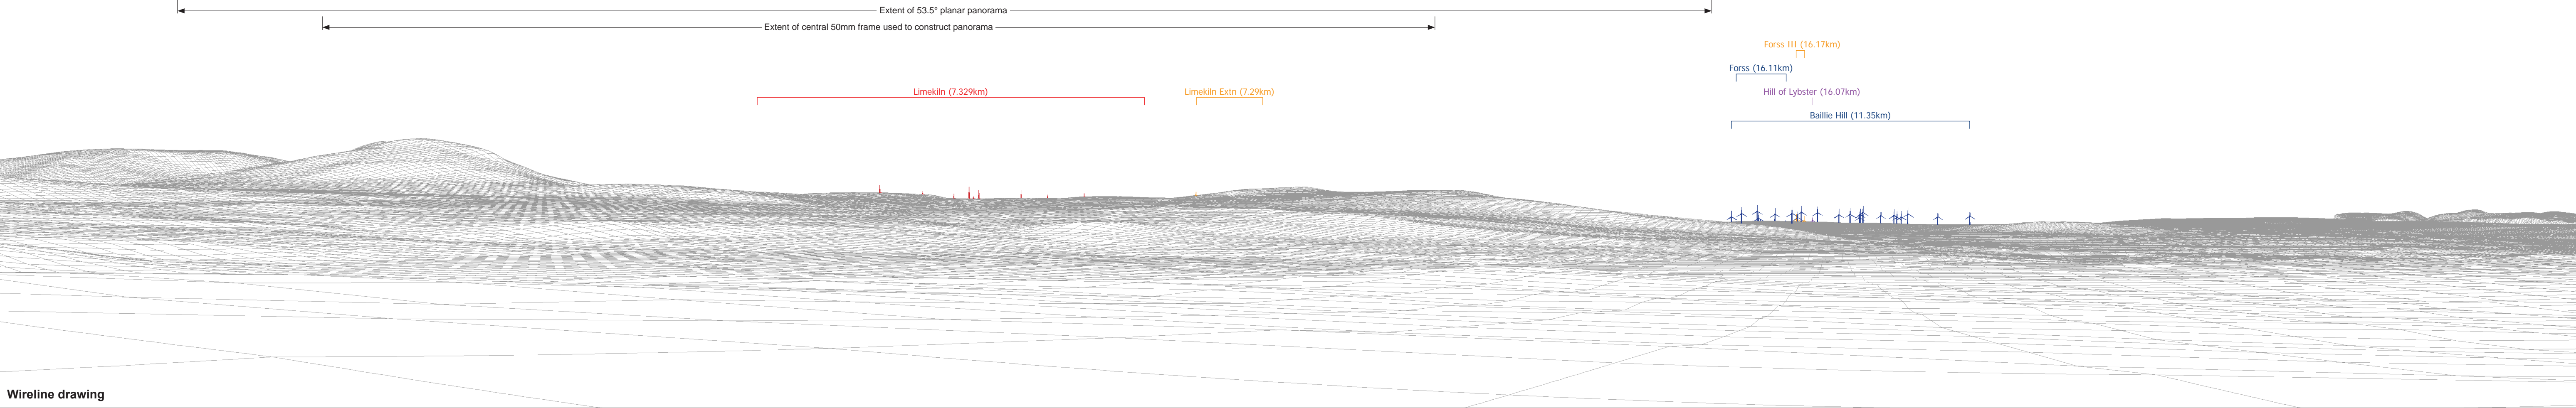 Extent of 53.5° planar panorama
Extent of central 50mm frame used to construct panorama
Forss III (16.17km)
Forss (16.11km)
Limekiln (7.329km)
Limekiln Extn (7.29km)
Hill of Lybster (16.07km)
Baillie Hill (11.35km)
Wireline drawing